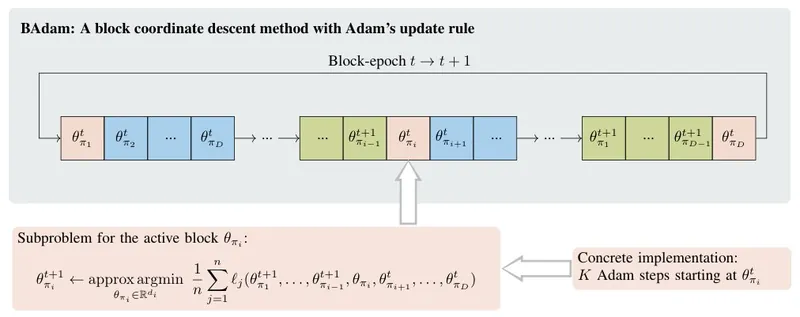 BAdam: A block coordinate descent method with Adam's update rule
Block-epoch t → t + 1
θ^t_{π_1} θ^t_{π_2} ... θ^t_{π_D} ... ... θ^{t+1}_{π_{i−1}} θ^t_{π_i} θ^t_{π_{i+1}} ... ... θ^{t+1}_{π_1} ... θ^{t+1}_{π_{D−1}} θ^t_{π_D}
Subproblem for the active block θ_{π_i}:
θ^{t+1}_{π_i} ← approx argmin_{θ_{π_i} ∈ ℝ^{d_i}} \frac{1}{n} ∑_{j=1}^{n} ℓ_j(θ^{t+1}_{π_1}, . . . , θ^{t+1}_{π_{i−1}}, θ_{π_i}, θ^t_{π_{i+1}}, . . . , θ^t_{π_D})
Concrete implementation:
K Adam steps starting at θ^t_{π_i}